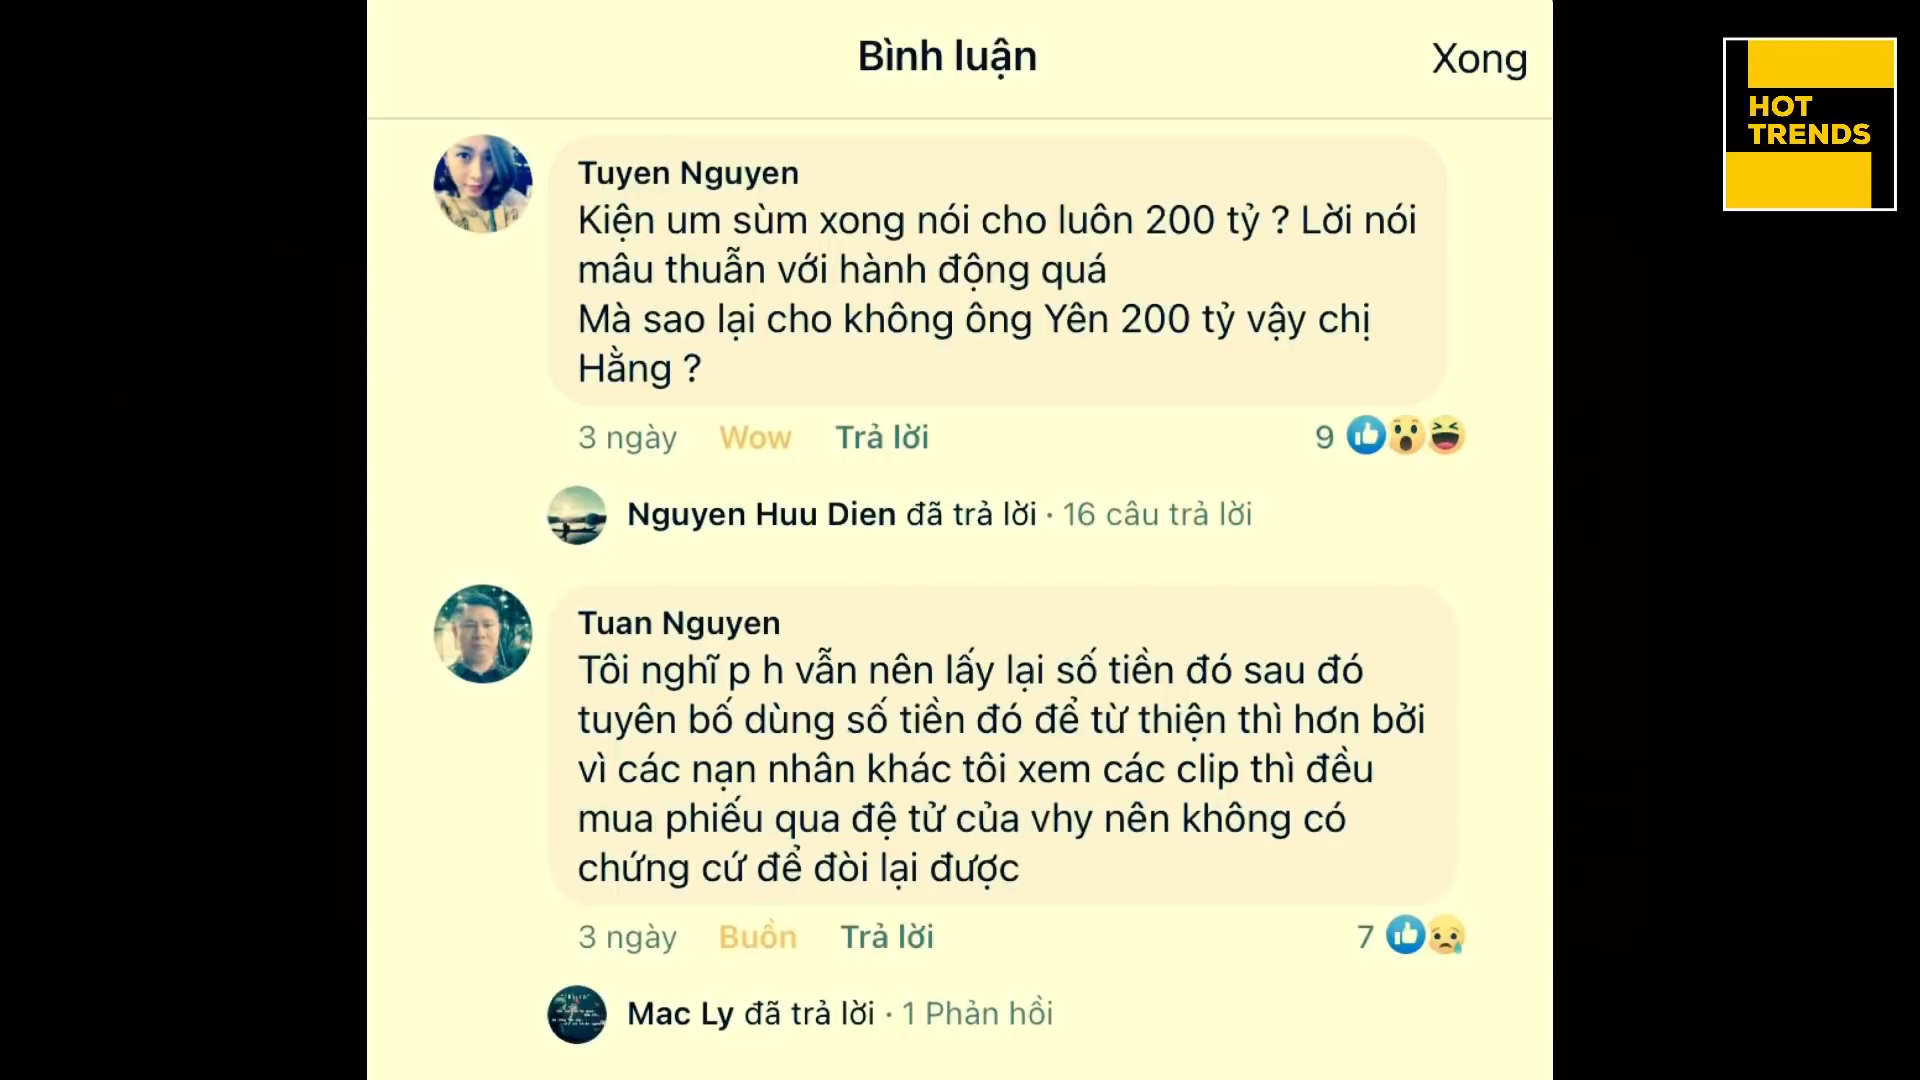 Bình luận
Xong
HOT
TRENDS
Tuyen Nguyen
Kiện um sùm xong nói cho luôn 200 tỷ ? Lời nói
mâu thuẫn với hành động quá
Mà sao lại cho không ông Yên 200 tỷ vậy chị
Hằng ?
3 ngày Wow Trả lời 9
Nguyen Huu Dien đã trả lời · 16 câu trả lời
Tuan Nguyen
Tôi nghĩ p h vẫn nên lấy lại số tiền đó sau đó
tuyên bố dùng số tiền đó để từ thiện thì hơn bởi
vì các nạn nhân khác tôi xem các clip thì đều
mua phiếu qua đệ tử của vhy nên không có
chứng cứ để đòi lại được
3 ngày Buồn Trả lời 7
Mac Ly đã trả lời · 1 Phản hồi